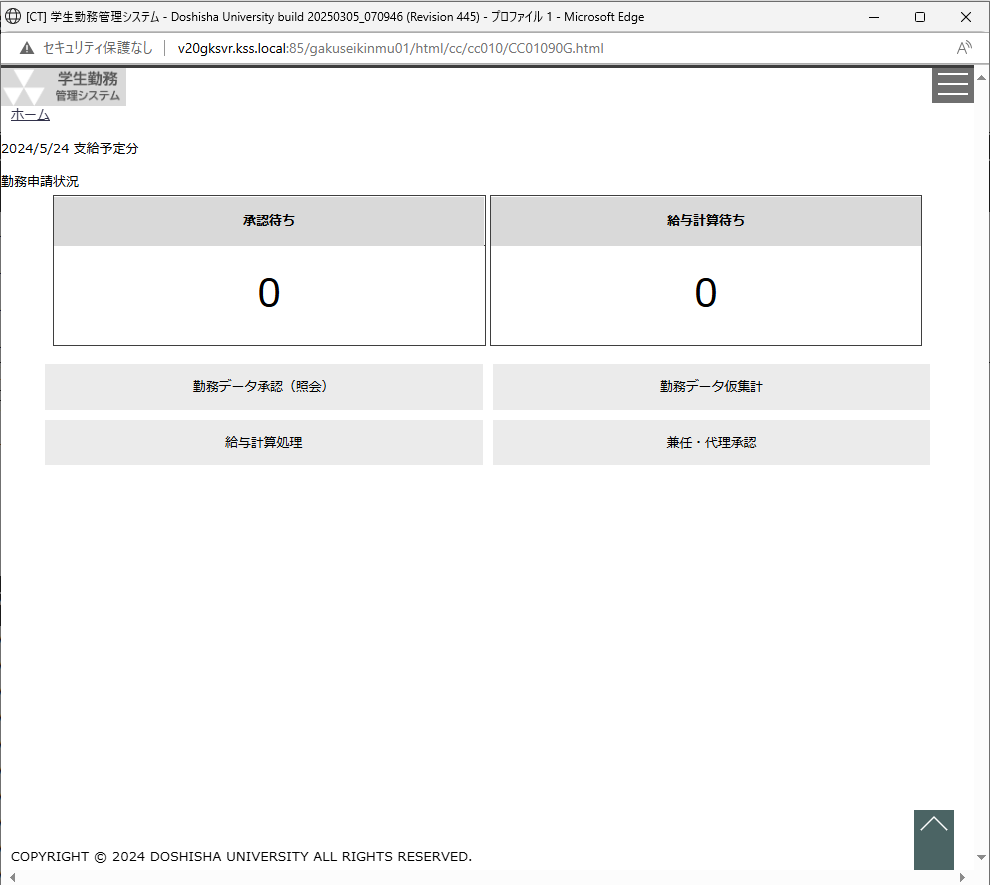 [CT] 学生勤務管理システム - Doshisha University build 20250305_070946 (Revision 445) - プロファイル 1 - Microsoft Edge
セキュリティ保護なし v20gksvr.kss.local:85/gakuseikinmu01/html/cc/cc010/CC01090G.html
学生勤務
管理システム
ホーム
2024/5/24 支給予定分
勤務申請状況
承認待ち 給与計算待ち
0 0
勤務データ承認（照会） 勤務データ仮集計
給与計算処理 兼任・代理承認
COPYRIGHT © 2024 DOSHISHA UNIVERSITY ALL RIGHTS RESERVED.